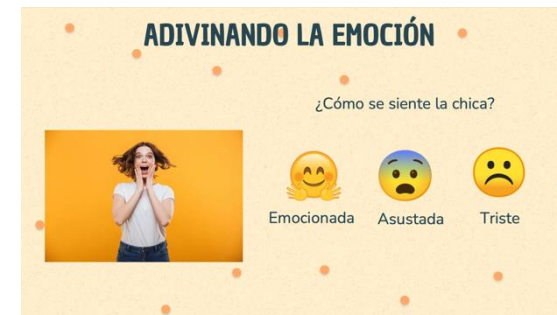 ADIVINANDO LA EMOCIÓN
¿Cómo se siente la chica?
Emocionada Asustada Triste